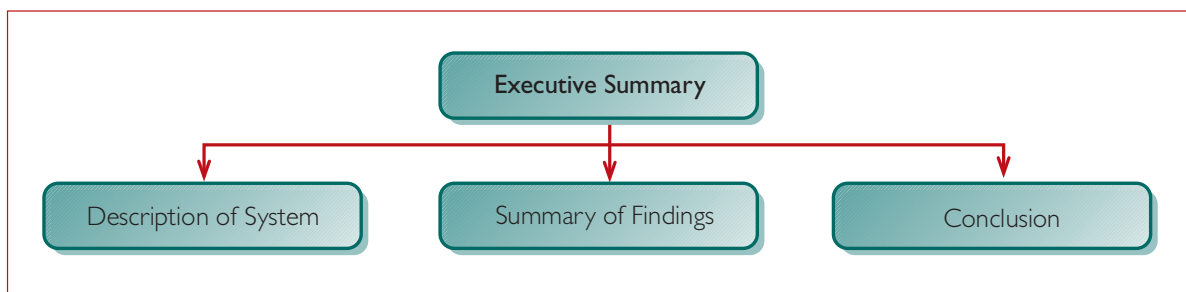 Executive Summary
Description of System
Summary of Findings
Conclusion